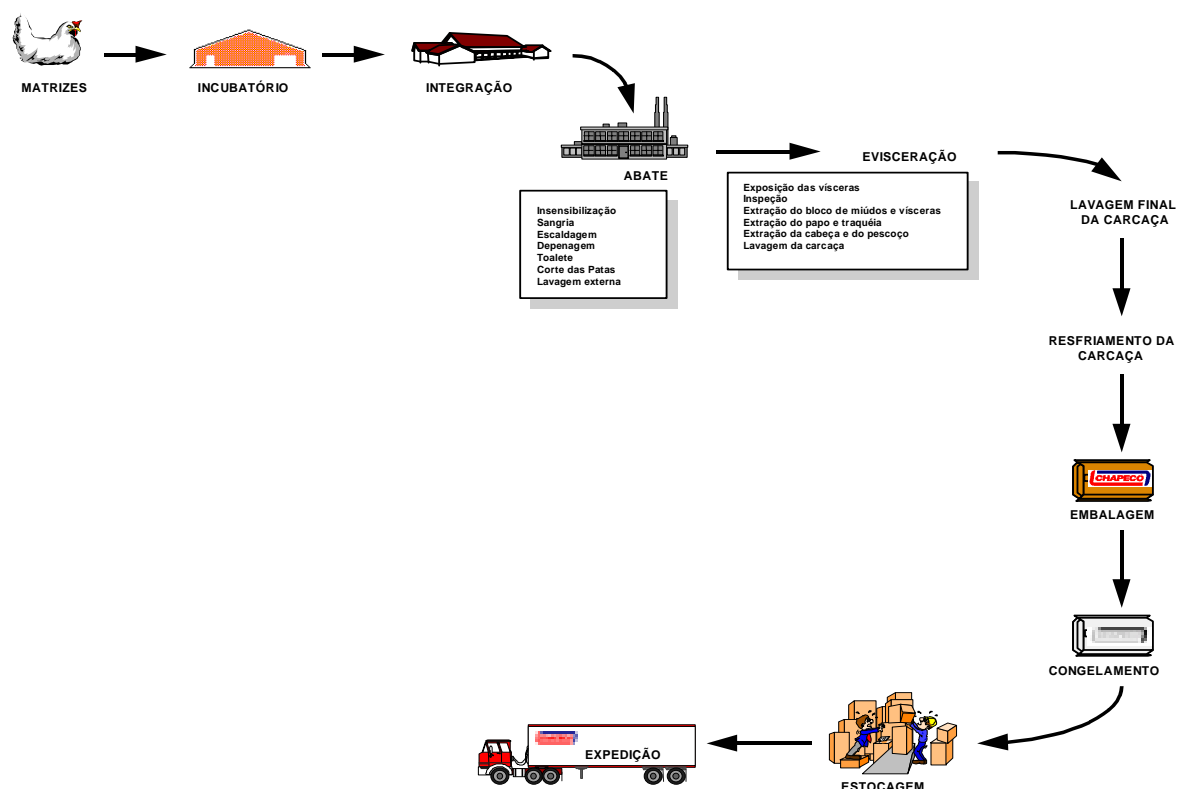 MATRIZES
INCUBATÓRIO
INTEGRAÇÃO
ABATE
Insensibilização
Sangria
Escaldagem
Depenagem
Toalete
Corte das Patas
Lavagem externa
EVISCERAÇÃO
Exposição das vísceras
Inspeção
Extração do bloco de miúdos e vísceras
Extração do papo e traquéia
Extração da cabeça e do pescoço
Lavagem da carcaça
LAVAGEM FINAL
DA CARCAÇA
RESFRIAMENTO DA
CARCAÇA
CHAPECO
EMBALAGEM
CONGELAMENTO
ESTOCAGEM
EXPEDIÇÃO